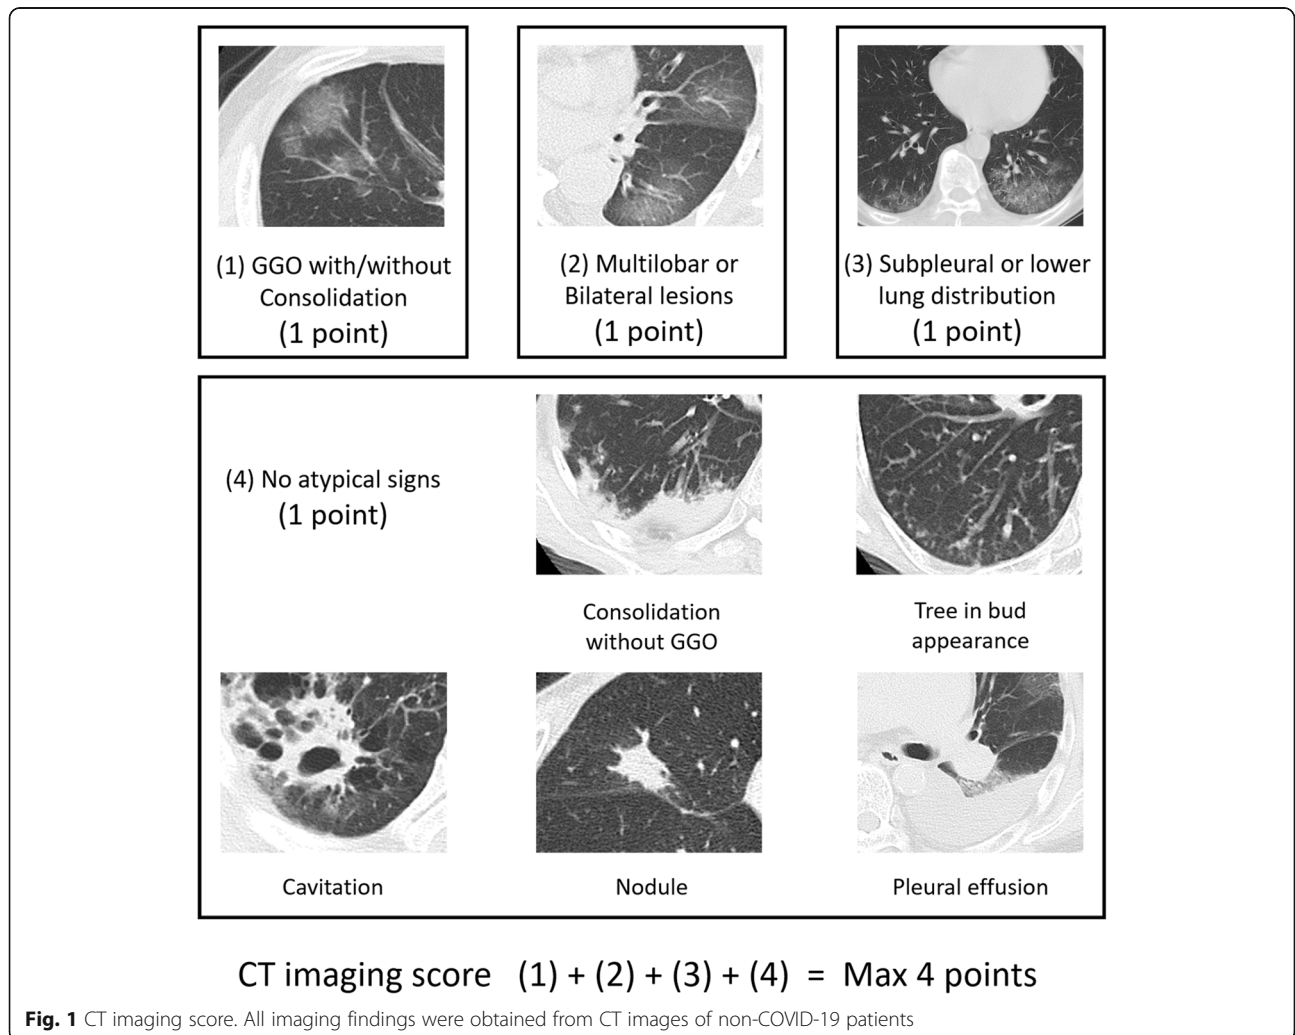 (1) GGO with/without
Consolidation
(1 point)
(2) Multilobar or
Bilateral lesions
(1 point)
(3) Subpleural or lower
lung distribution
(1 point)
(4) No atypical signs
(1 point)
Consolidation
without GGO
Tree in bud
appearance
Cavitation
Nodule
Pleural effusion
CT imaging score (1) + (2) + (3) + (4) = Max 4 points
Fig. 1 CT imaging score. All imaging findings were obtained from CT images of non-COVID-19 patients